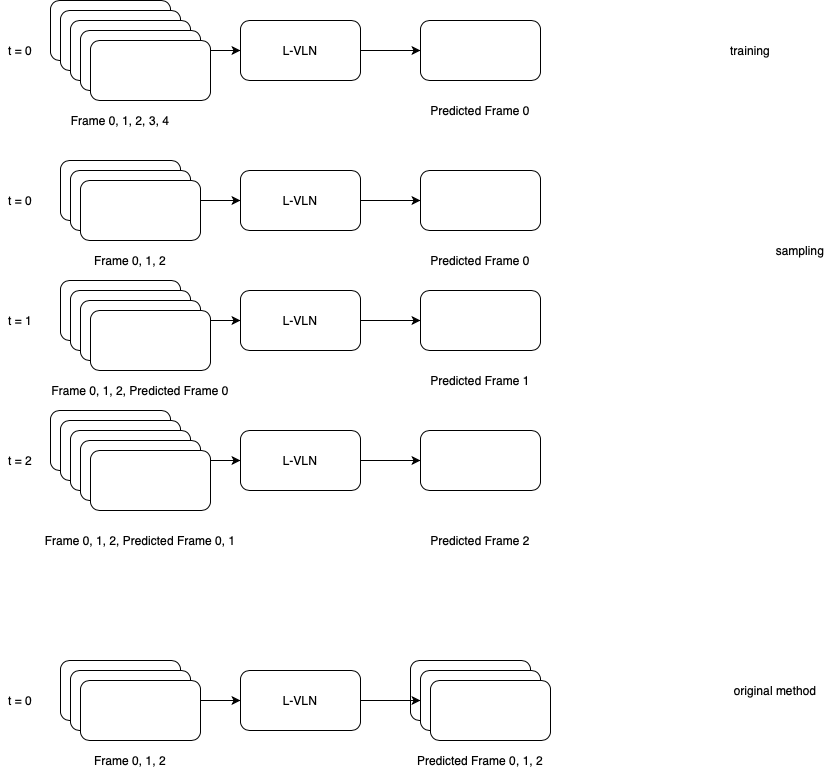 t = 0
L-VLN
training
Predicted Frame 0
Frame 0, 1, 2, 3, 4
t = 0
L-VLN
Frame 0, 1, 2
Predicted Frame 0
sampling
t = 1
L-VLN
Predicted Frame 1
Frame 0, 1, 2, Predicted Frame 0
t = 2
L-VLN
Frame 0, 1, 2, Predicted Frame 0, 1
Predicted Frame 2
t = 0
L-VLN
original method
Frame 0, 1, 2
Predicted Frame 0, 1, 2